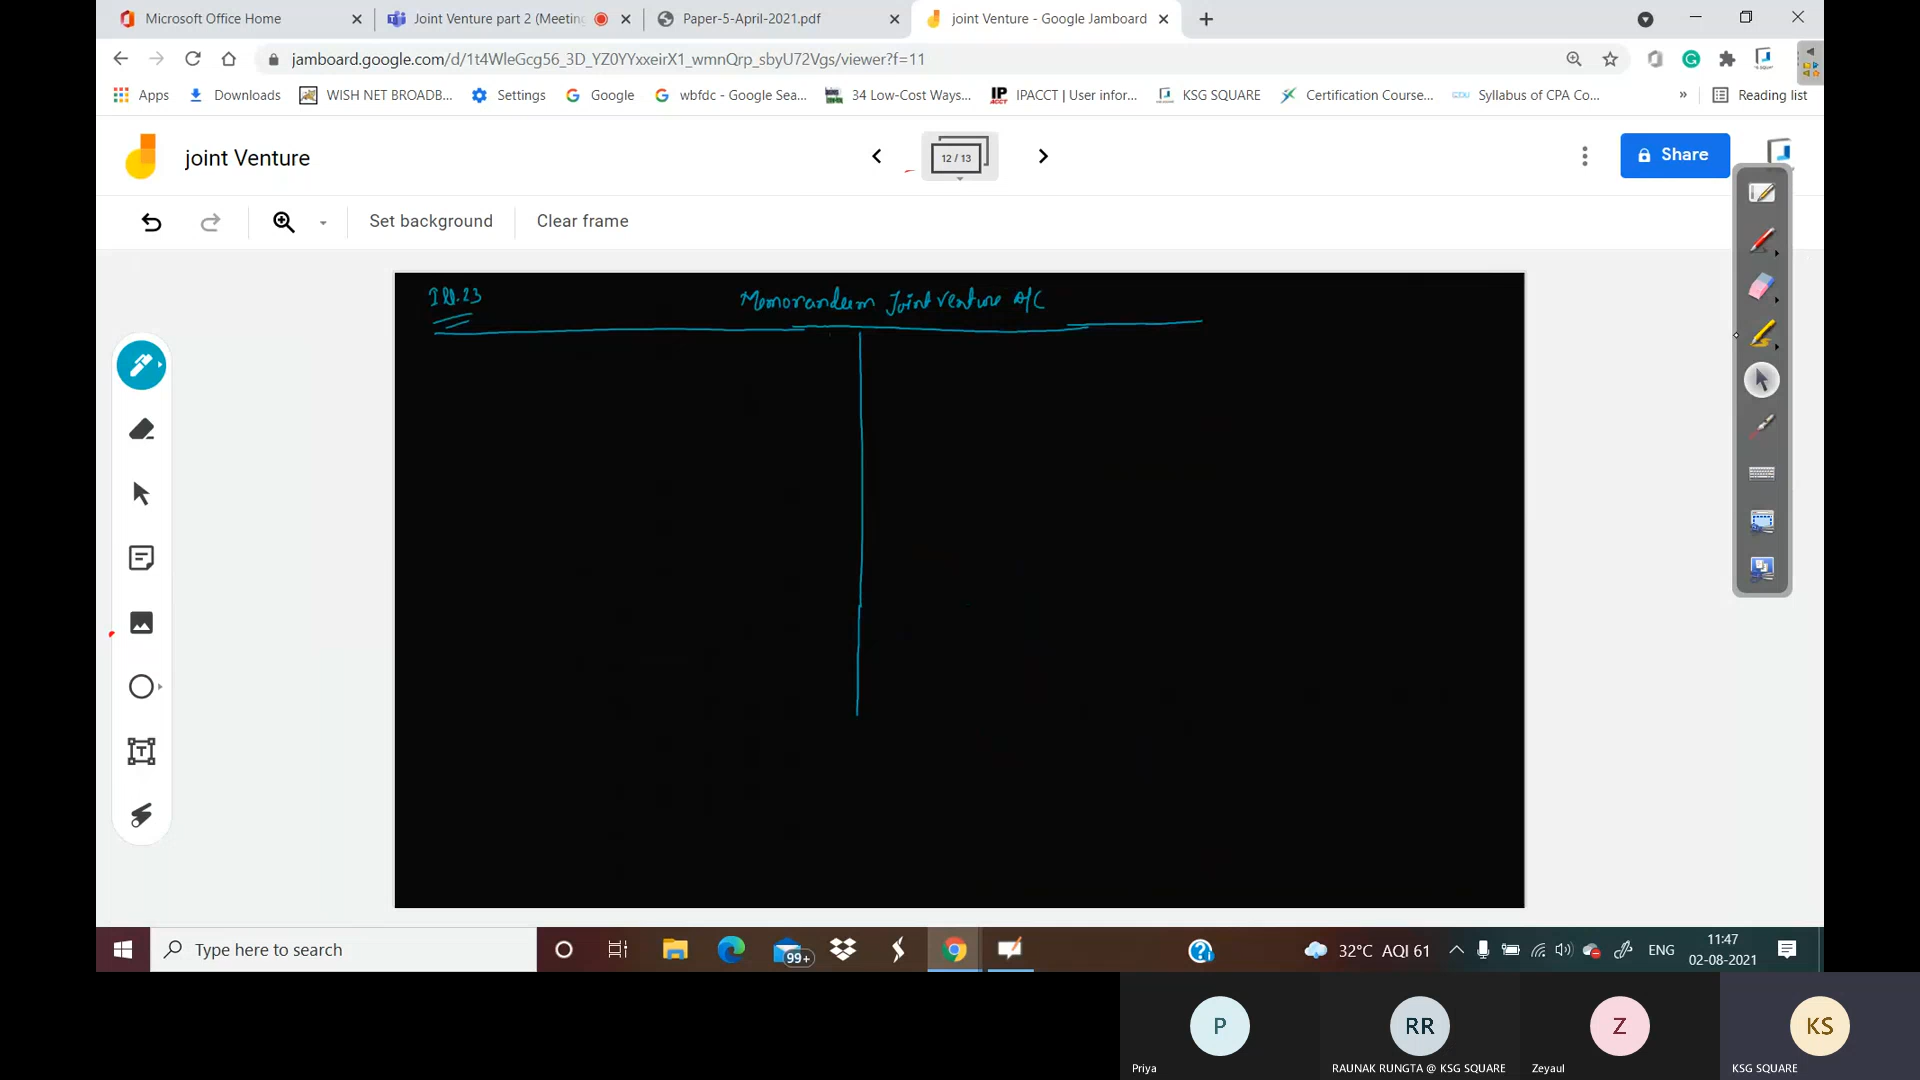 Microsoft Office Home
Joint Venture part 2 (Meetin
Paper-5-April-2021.pdf
joint Venture - Google Jamboard
jamboard.google.com/d/1t4WleGcg56_3D_YZ0YYxxeirX1_wmnQrp_sbyU72Vgs/viewer?f=11
Apps
Downloads
WISH NET BROADB...
Settings
Google
wbfdc - Google Sea...
34 Low-Cost Ways...
IP ACCT
IPACCT | User infor...
KSG SQUARE
Certification Course...
Syllabus of CPA Co...
»
Reading list
joint Venture
12 / 13
Share
Set background
Clear frame
Ill.23
Memorandum Joint Venture A/C
Type here to search
99+
32°C AQI 61
ENG
11:47
02-08-2021
P
RR
Z
KS
Priya
RAUNAK RUNGTA @ KSG SQUARE
Zeyaul
KSG SQUARE